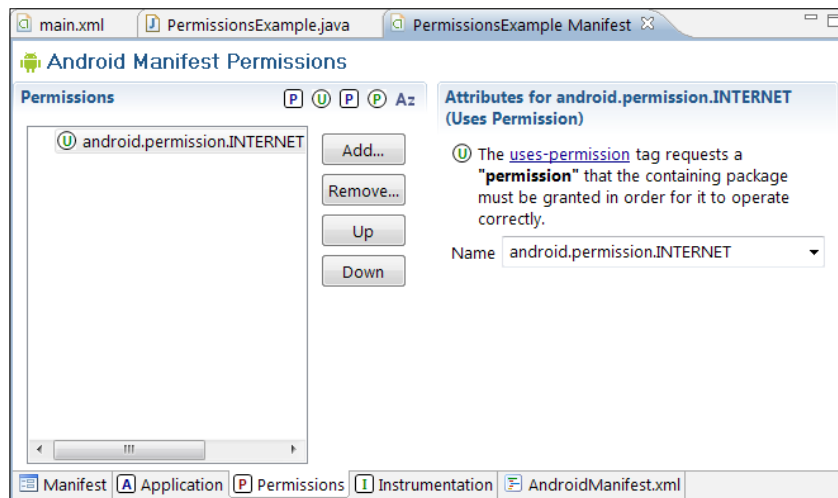 main.xml PermissionsExample.java PermissionsExample Manifest
Android Manifest Permissions
Permissions P U P P Az
U android.permission.INTERNET
Add...
Remove...
Up
Down
Attributes for android.permission.INTERNET
(Uses Permission)
U The uses-permission tag requests a
"permission" that the containing package
must be granted in order for it to operate
correctly.
Name android.permission.INTERNET
Manifest A Application P Permissions I Instrumentation AndroidManifest.xml